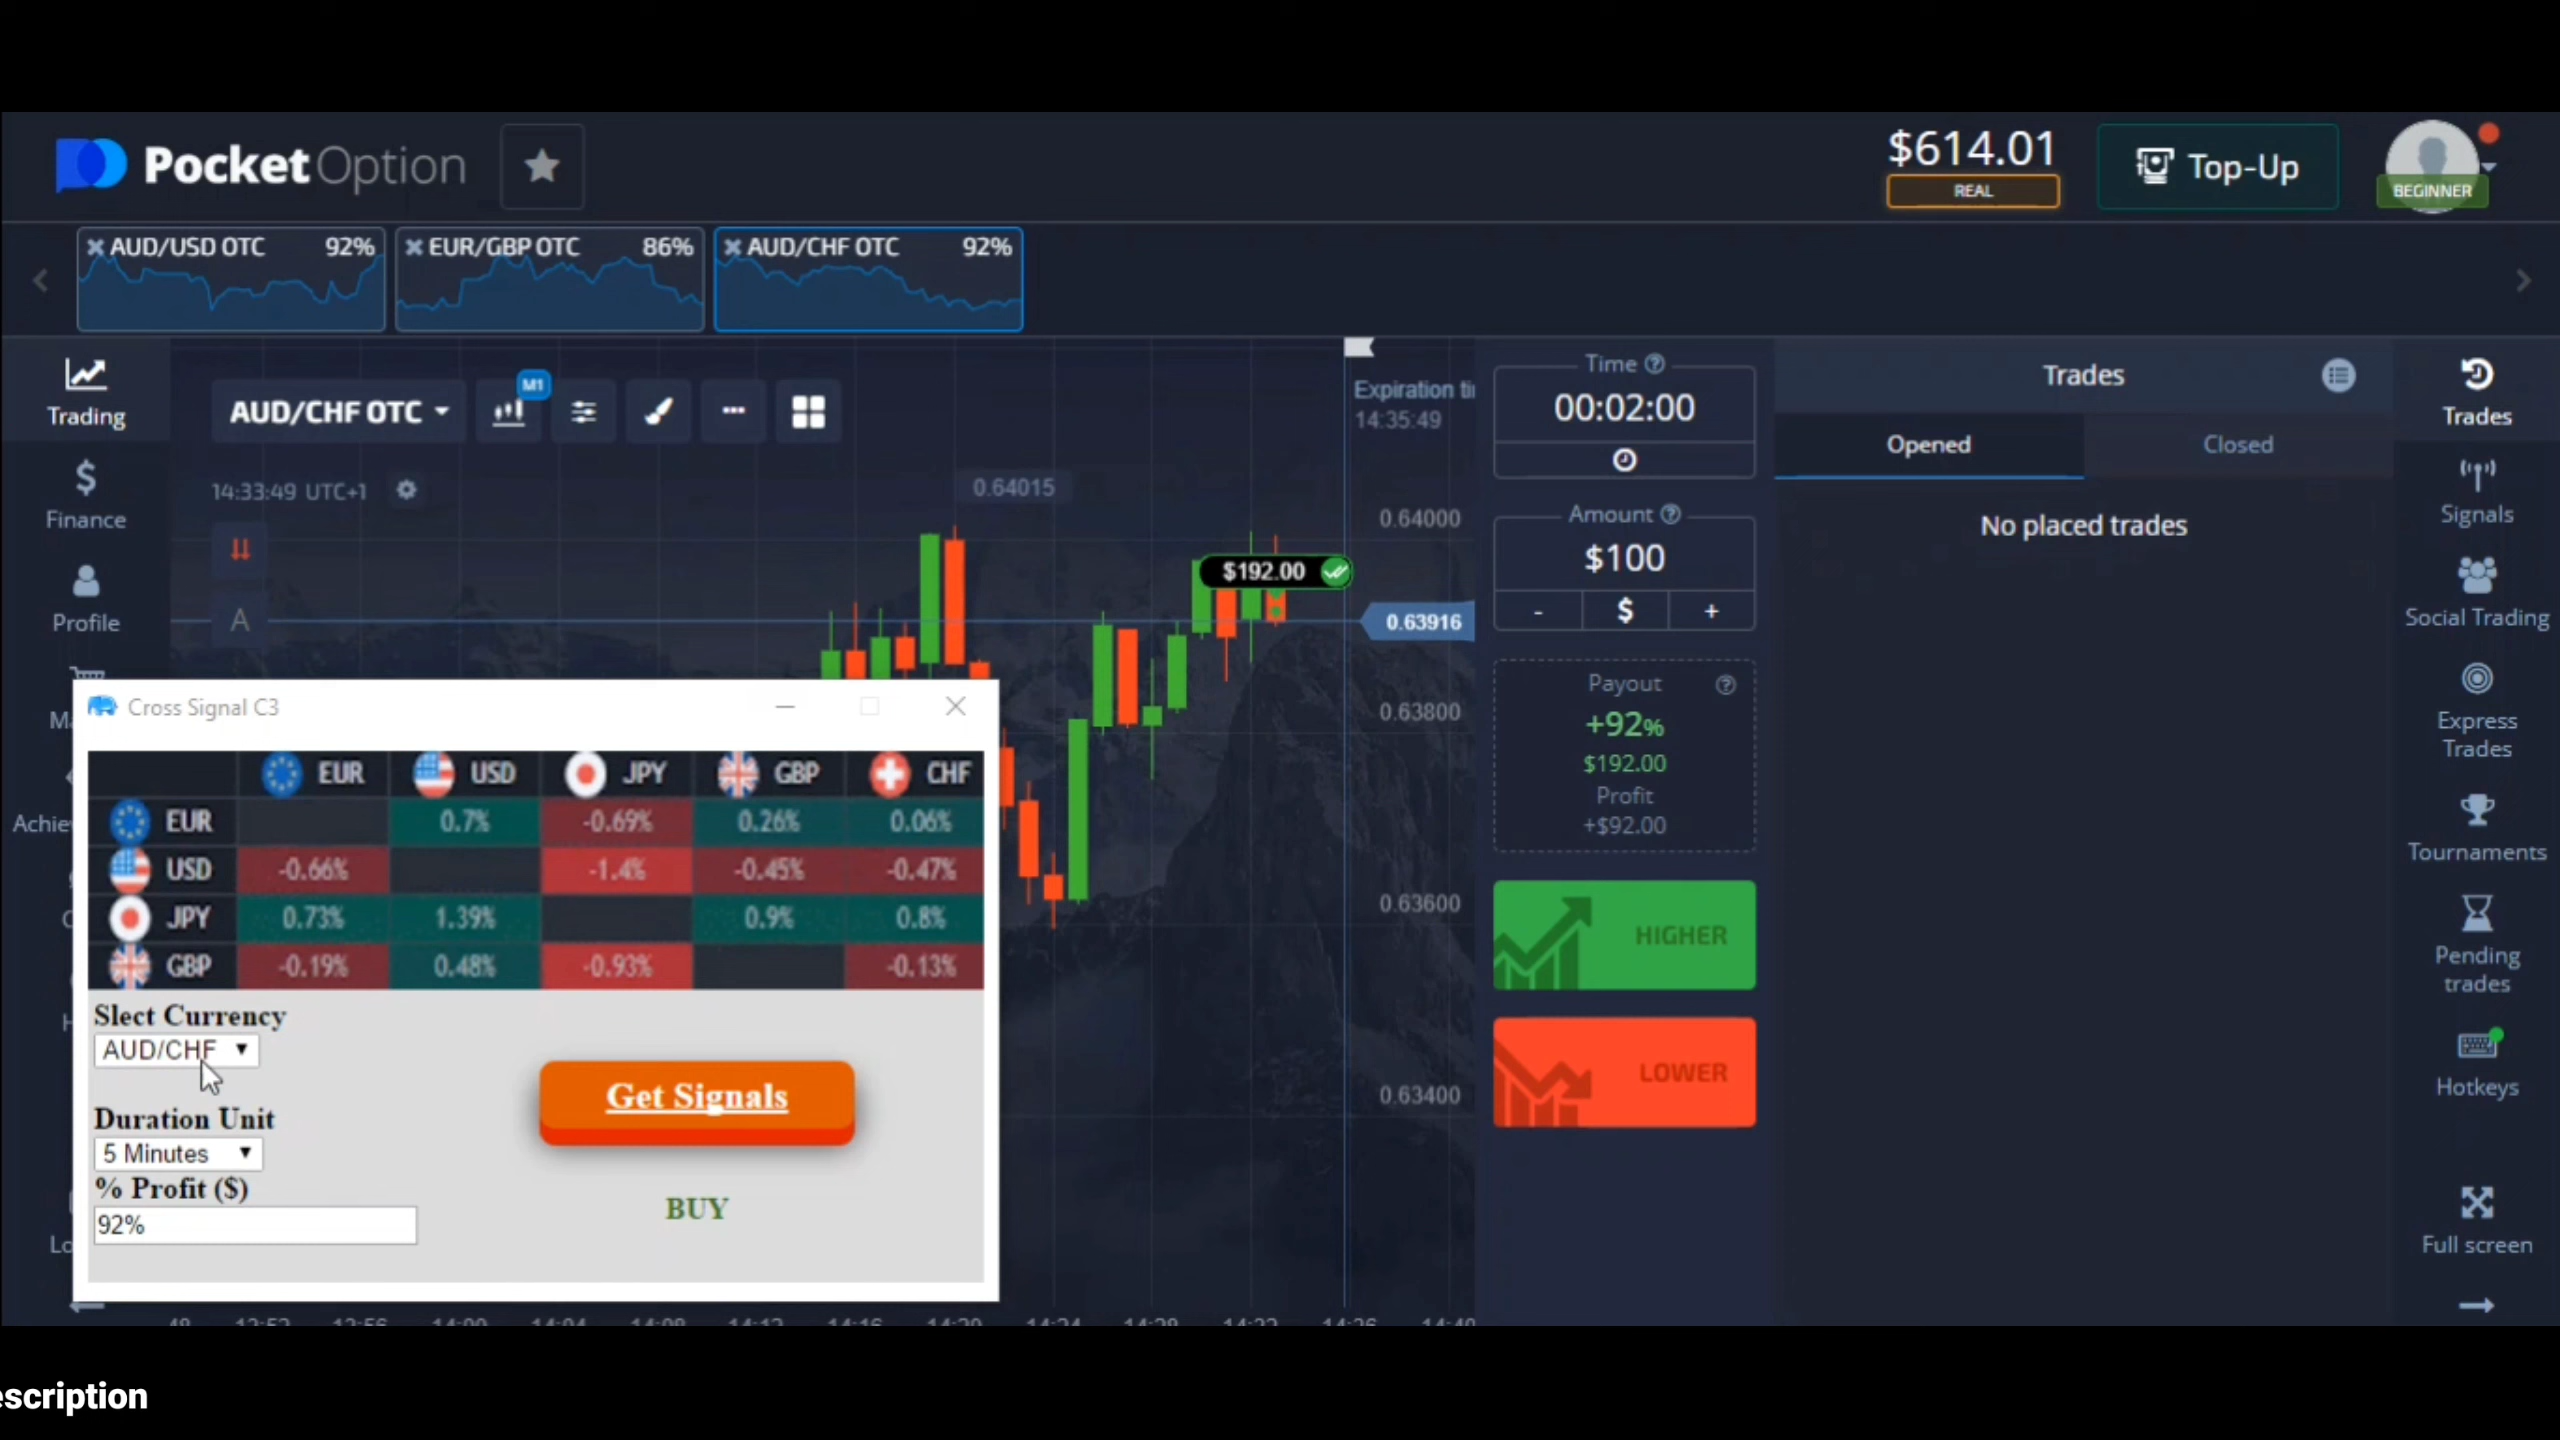 PocketOption
$614.01
REAL
Top-Up
BEGINNER
AUD/USD OTC 92%
EUR/GBP OTC 86%
AUD/CHF OTC 92%
Trading
Finance
Profile
AUD/CHF OTC
M1
14:33:49 UTC+1
A
0.64015
Expiration
14:35:49
0.64000
$192.00
0.63916
0.63800
0.63600
0.63400
Time
00:02:00
Amount
$100
- $ +
Payout
+92%
$192.00
Profit
+$92.00
HIGHER
LOWER
Trades
Opened Closed
No placed trades
Trades
Signals
Social Trading
Express
Trades
Tournaments
Pending
trades
Hotkeys
Full screen
Cross Signal C3
EUR USD JPY GBP CHF
EUR 0.7% -0.69% 0.26% 0.06%
USD -0.66% -1.4% -0.45% -0.47%
JPY 0.73% 1.39% 0.9% 0.8%
GBP -0.19% 0.48% -0.93% -0.13%
Slect Currency
AUD/CHF
Duration Unit
5 Minutes
% Profit ($)
92%
Get Signals
BUY
escription